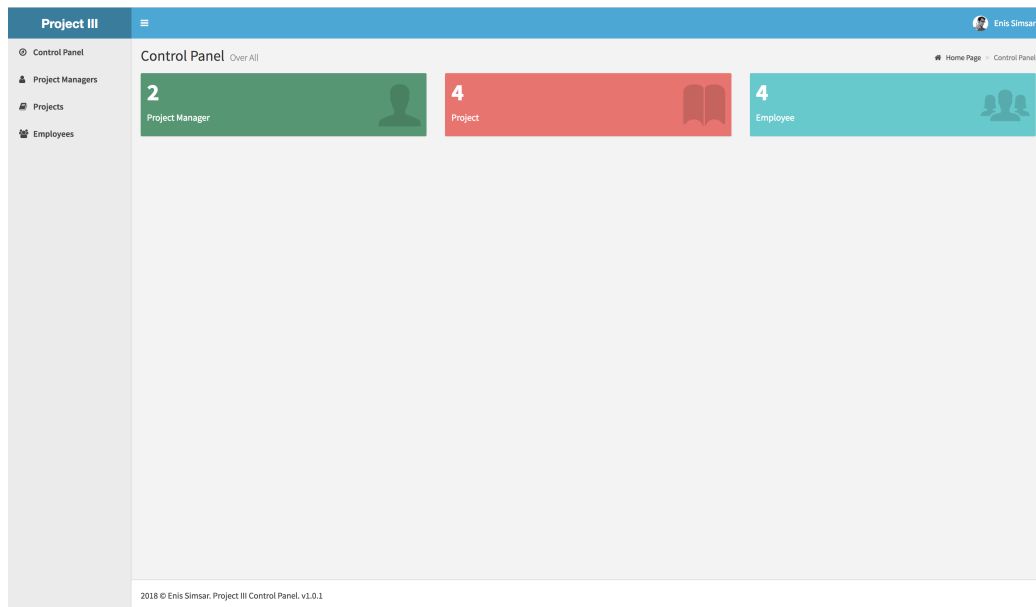 Project III
Enis Simsar
Control Panel
Project Managers
Projects
Employees
Control Panel Over All
Home Page > Control Panel
2
Project Manager
4
Project
4
Employee
2018 © Enis Simsar. Project III Control Panel. v1.0.1